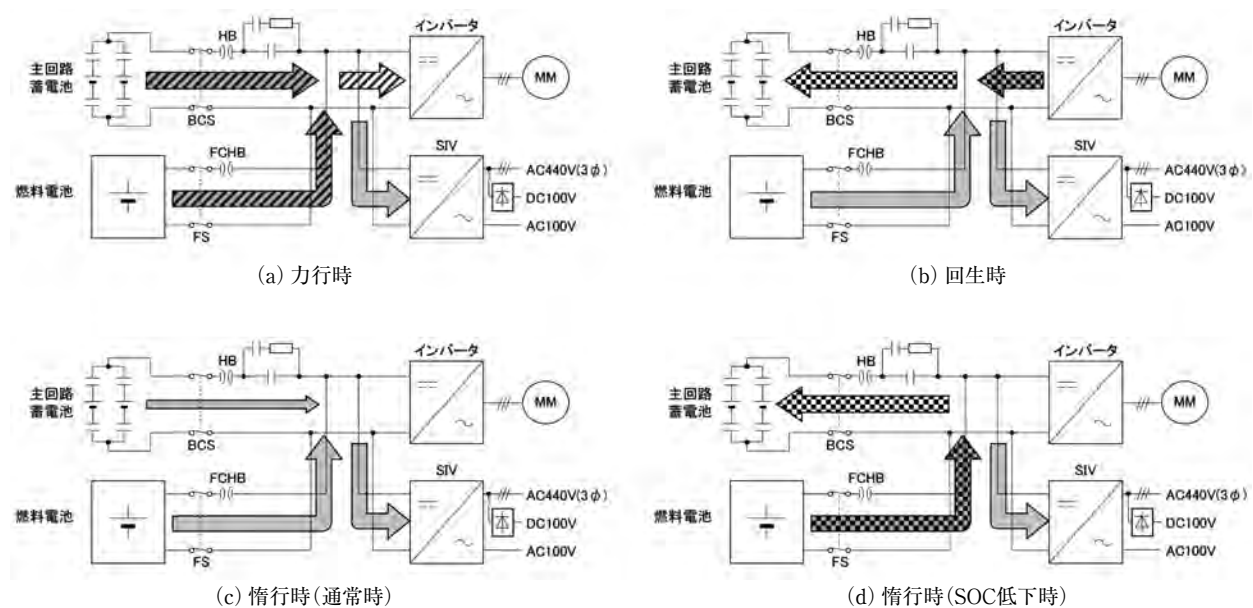 HB
インバータ
主回路
蓄電池
MM
BCS
FCHB
SIV
燃料電池
AC440V(3φ)
DC100V
AC100V
FS
(a) 力行時
HB
インバータ
主回路
蓄電池
MM
BCS
FCHB
SIV
燃料電池
AC440V(3φ)
DC100V
AC100V
FS
(b) 回生時
HB
インバータ
主回路
蓄電池
MM
BCS
FCHB
SIV
燃料電池
AC440V(3φ)
DC100V
AC100V
FS
(c) 惰行時(通常時)
HB
インバータ
主回路
蓄電池
MM
BCS
FCHB
SIV
燃料電池
AC440V(3φ)
DC100V
AC100V
FS
(d) 惰行時(SOC低下時)